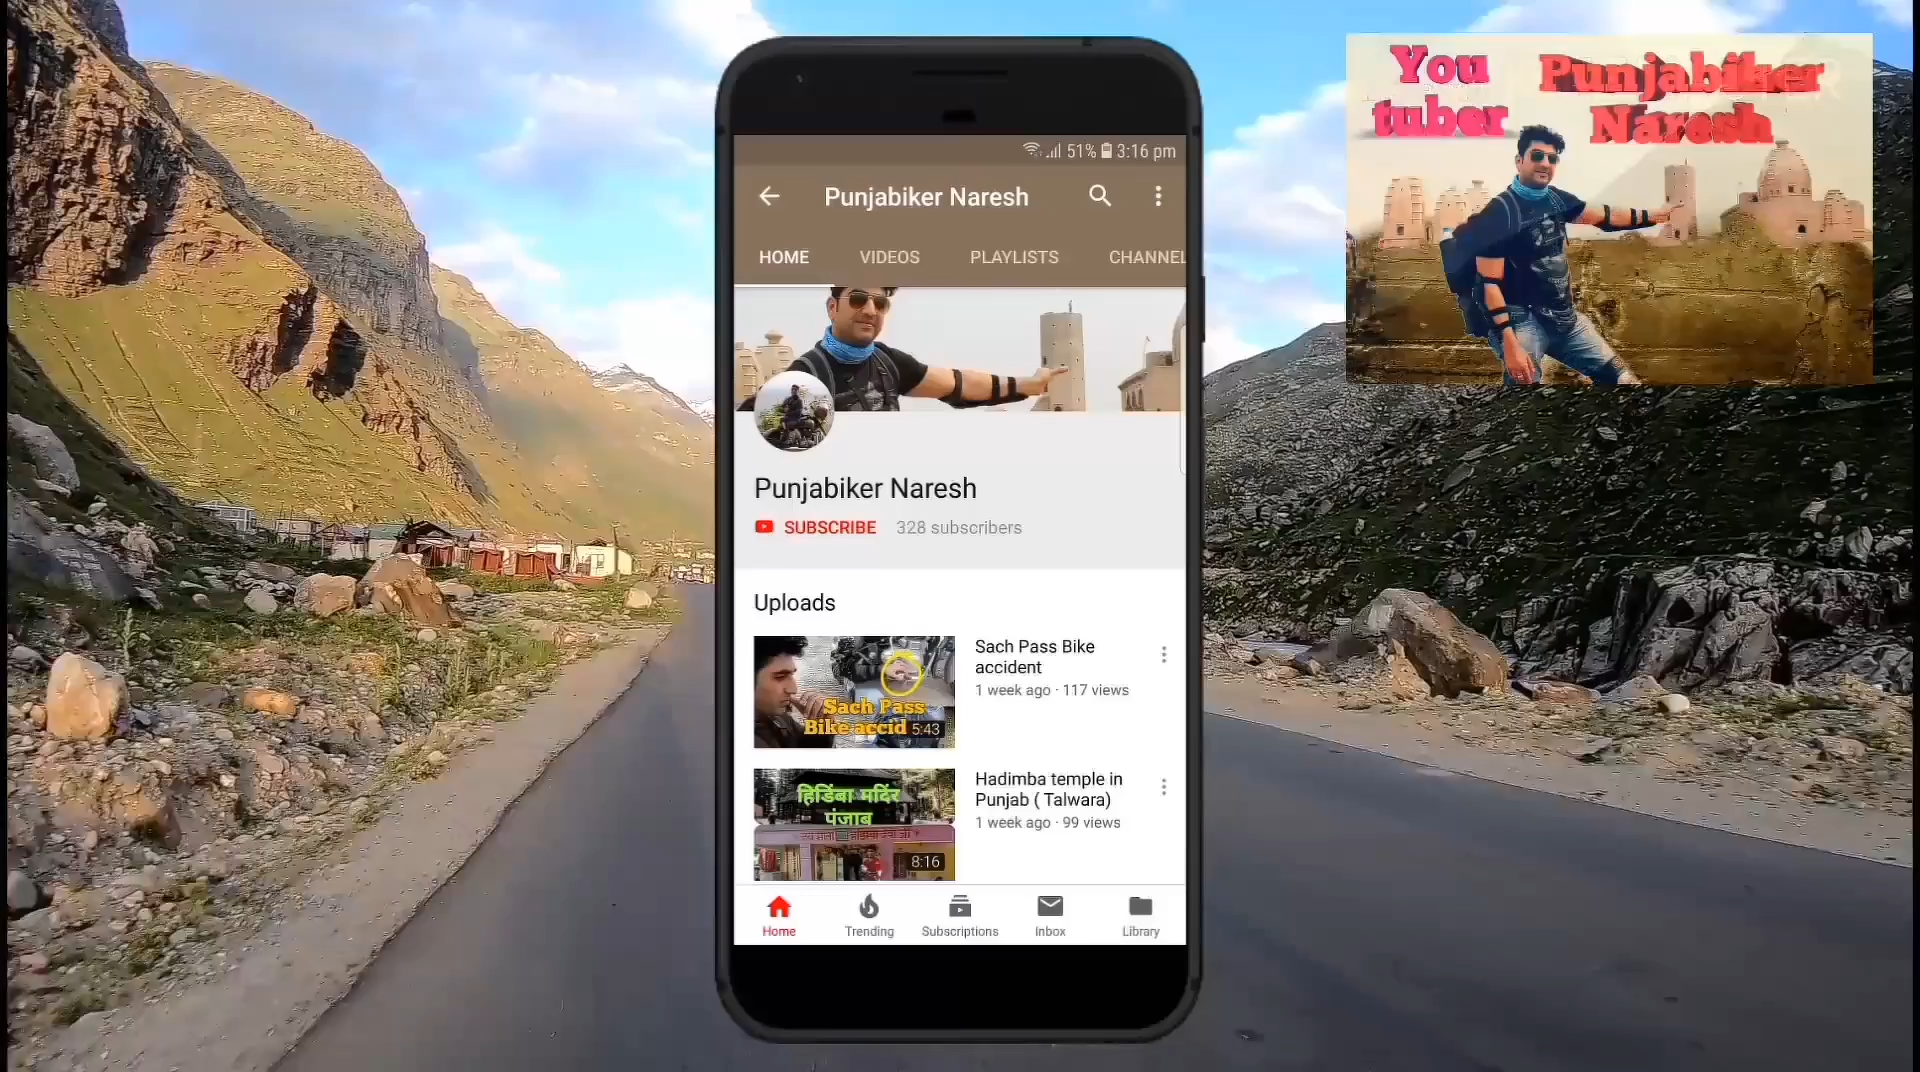 You
tuber
Punjabiker
Naresh
51% 3:16 pm
Punjabiker Naresh
HOME VIDEOS PLAYLISTS CHANNEL
Punjabiker Naresh
SUBSCRIBE 328 subscribers
Uploads
Sach Pass
Bike accid
5:43
Sach Pass Bike
accident
1 week ago · 117 views
हिडिंबा मदिंर
पंजाब
8:16
Hadimba temple in
Punjab ( Talwara)
1 week ago · 99 views
Home Trending Subscriptions Inbox Library